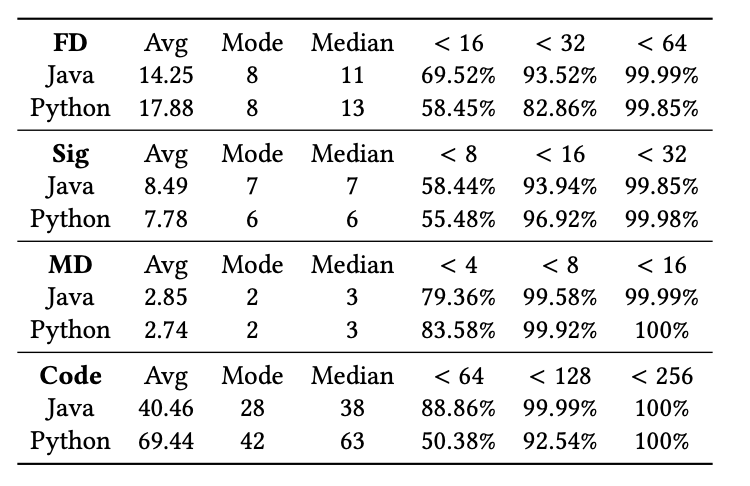 FD Avg Mode Median < 16 < 32 < 64
Java 14.25 8 11 69.52% 93.52% 99.99%
Python 17.88 8 13 58.45% 82.86% 99.85%
Sig Avg Mode Median < 8 < 16 < 32
Java 8.49 7 7 58.44% 93.94% 99.85%
Python 7.78 6 6 55.48% 96.92% 99.98%
MD Avg Mode Median < 4 < 8 < 16
Java 2.85 2 3 79.36% 99.58% 99.99%
Python 2.74 2 3 83.58% 99.92% 100%
Code Avg Mode Median < 64 < 128 < 256
Java 40.46 28 38 88.86% 99.99% 100%
Python 69.44 42 63 50.38% 92.54% 100%